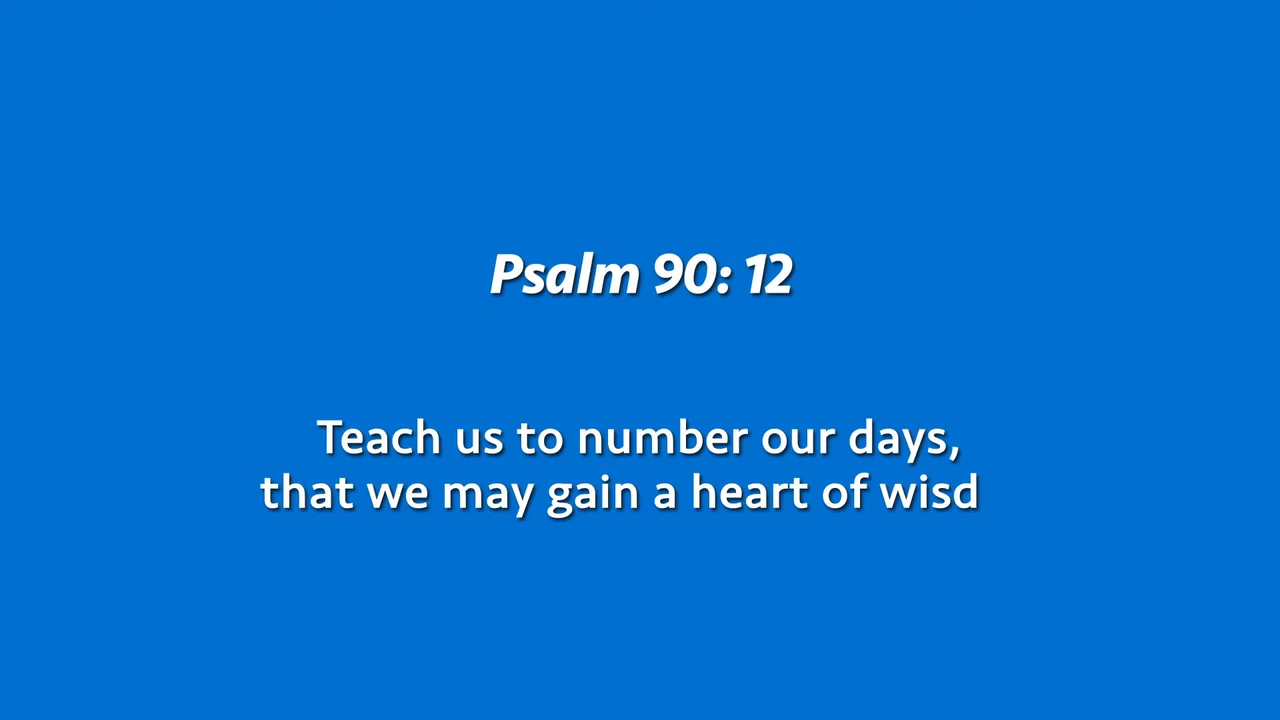 Psalm 90: 12
Teach us to number our days,
that we may gain a heart of wisd